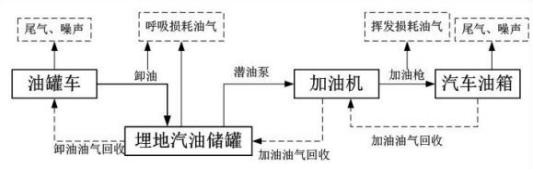 尾气、噪声
呼吸损耗油气
挥发损耗油气
尾气、噪声
油罐车
卸油
潜油泵
加油机
加油枪
汽车油箱
埋地汽油储罐
卸油油气回收
加油油气回收
加油油气回收